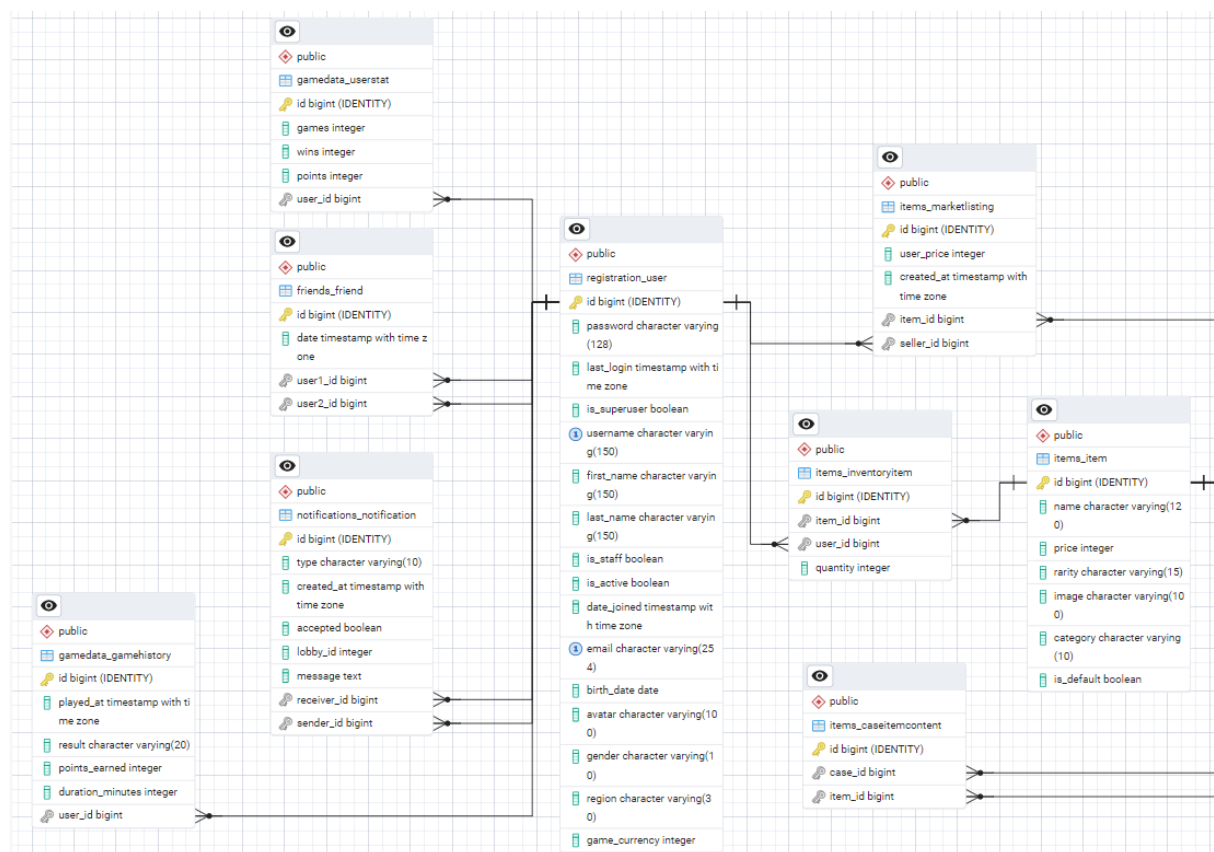 public
gamedata_userstat
id bigint (IDENTITY)
games integer
wins integer
points integer
user_id bigint
public
friends_friend
id bigint (IDENTITY)
date timestamp with time z
one
user1_id bigint
user2_id bigint
public
notifications_notification
id bigint (IDENTITY)
type character varying(10)
created_at timestamp with
time zone
accepted boolean
lobby_id integer
message text
receiver_id bigint
sender_id bigint
public
gamedata_gamehistory
id bigint (IDENTITY)
played_at timestamp with ti
me zone
result character varying(20)
points_earned integer
duration_minutes integer
user_id bigint
public
registration_user
id bigint (IDENTITY)
password character varying
(128)
last_login timestamp with ti
me zone
is_superuser boolean
username character varyin
g(150)
first_name character varyin
g(150)
last_name character varyin
g(150)
is_staff boolean
is_active boolean
date_joined timestamp wit
h time zone
email character varying(25
4)
birth_date date
avatar character varying(10
0)
gender character varying(1
0)
region character varying(3
0)
game_currency integer
public
items_marketlisting
id bigint (IDENTITY)
user_price integer
created_at timestamp with
time zone
item_id bigint
seller_id bigint
public
items_inventoryitem
id bigint (IDENTITY)
item_id bigint
user_id bigint
quantity integer
public
items_item
id bigint (IDENTITY)
name character varying(12
0)
price integer
rarity character varying(15)
image character varying(10
0)
category character varying
(10)
is_default boolean
public
items_caseitemcontent
id bigint (IDENTITY)
case_id bigint
item_id bigint